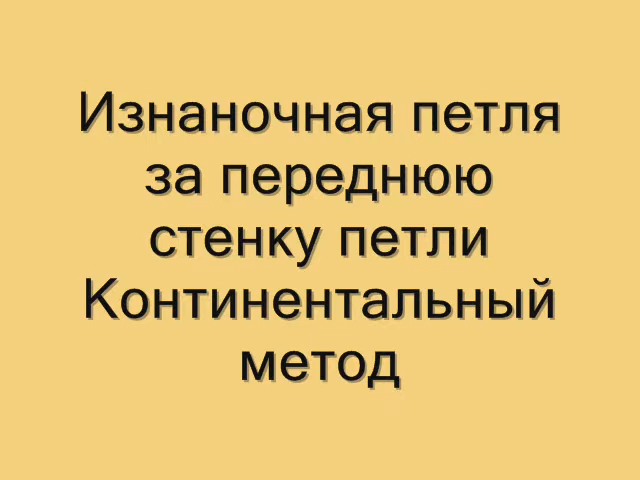 Изнаночная петля
за переднюю
стенку петли
Континентальный
метод